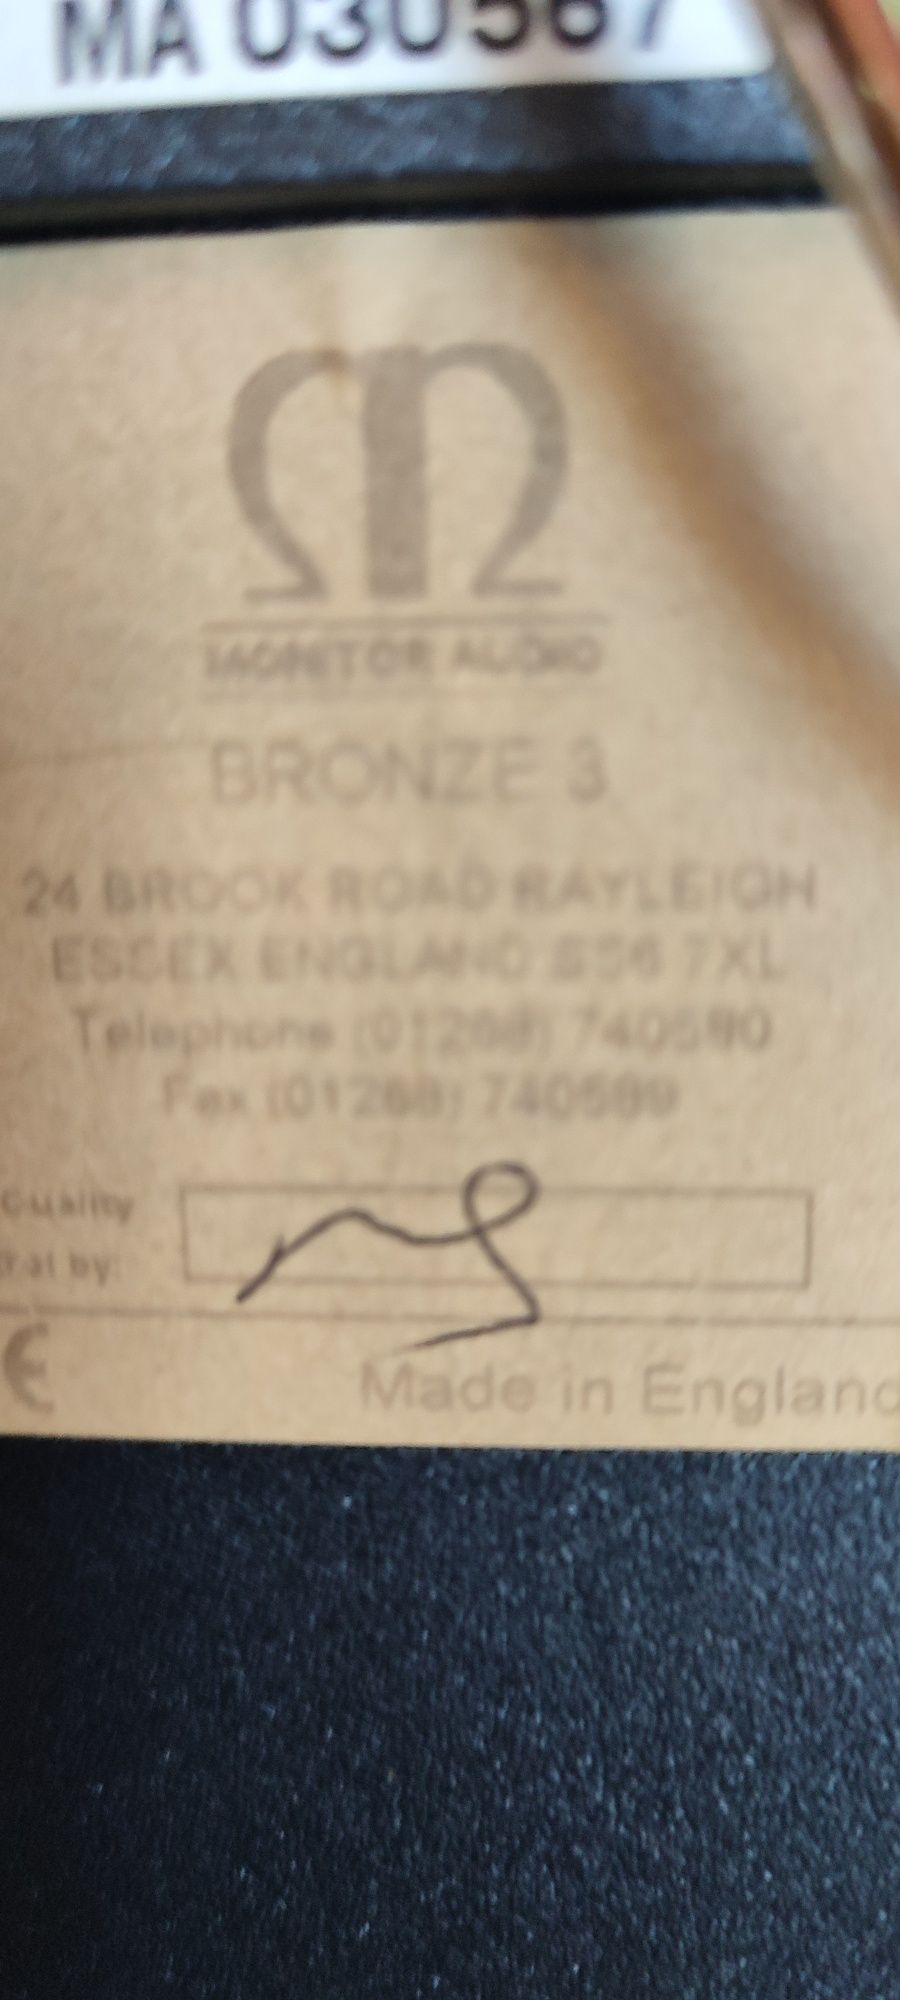 MA 030567
MONITOR AUDIO
BRONZE 3
24 BROOK ROAD RAYLEIGH
ESSEX ENGLAND SS6 7XL
Telephone (01268) 740580
Fax (01268) 740589
Quality
by:
CE
Made in England